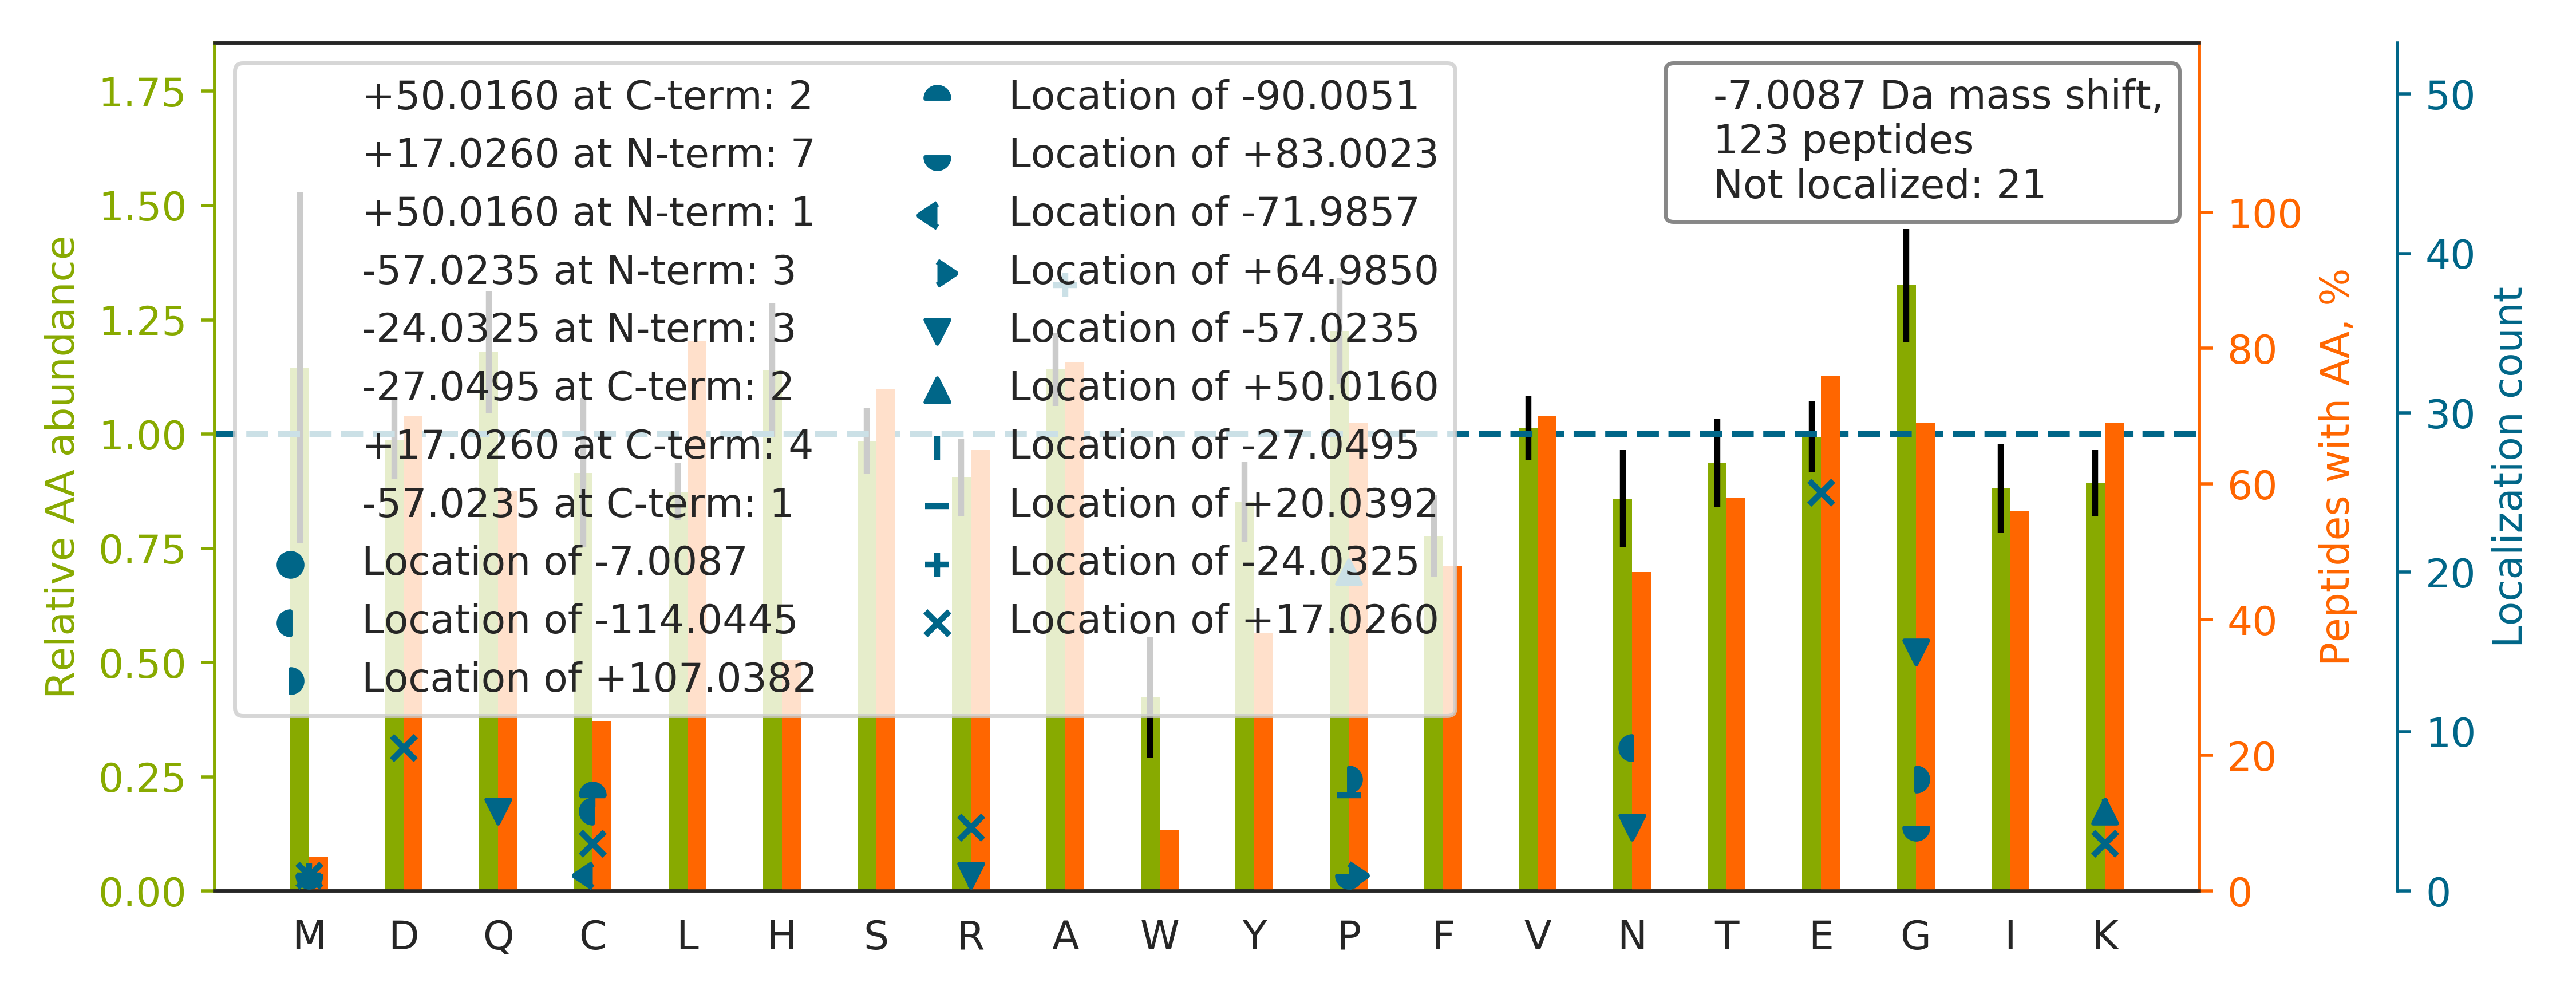 +50.0160 at C-term: 2
+17.0260 at N-term: 7
+50.0160 at N-term: 1
-57.0235 at N-term: 3
-24.0325 at N-term: 3
-27.0495 at C-term: 2
+17.0260 at C-term: 4
-57.0235 at C-term: 1
Location of -7.0087
Location of -114.0445
Location of +107.0382
Location of -90.0051
Location of +83.0023
Location of -71.9857
Location of +64.9850
Location of -57.0235
Location of +50.0160
Location of -27.0495
Location of +20.0392
Location of -24.0325
Location of +17.0260
-7.0087 Da mass shift,
123 peptides
Not localized: 21
Relative AA abundance
1.75
1.50
1.25
1.00
0.75
0.50
0.25
0.00
M D Q C L H S R A W Y P F V N T E G I K
100
80
60
40
20
0
Peptides with AA, %
50
40
30
20
10
0
Localization count